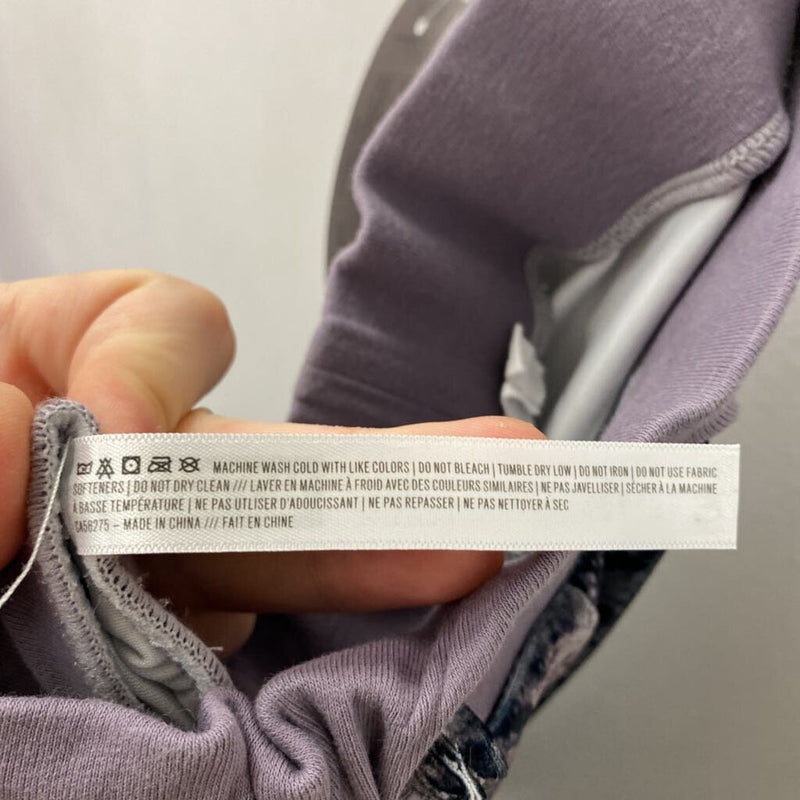 MACHINE WASH COLD WITH LIKE COLORS | DO NOT BLEACH | TUMBLE DRY LOW | DO NOT IRON | DO NOT USE FABRIC
SOFTENERS | DO NOT DRY CLEAN /// LAVER EN MACHINE À FROID AVEC DES COULEURS SIMILAIRES | NE PAS JAVELLISER | SÉCHER À LA MACHINE
À BASSE TEMPÉRATURE | NE PAS UTILISER D'ADOUCISSANT | NE PAS REPASSER | NE PAS NETTOYER À SEC
CA56275 – MADE IN CHINA /// FAIT EN CHINE